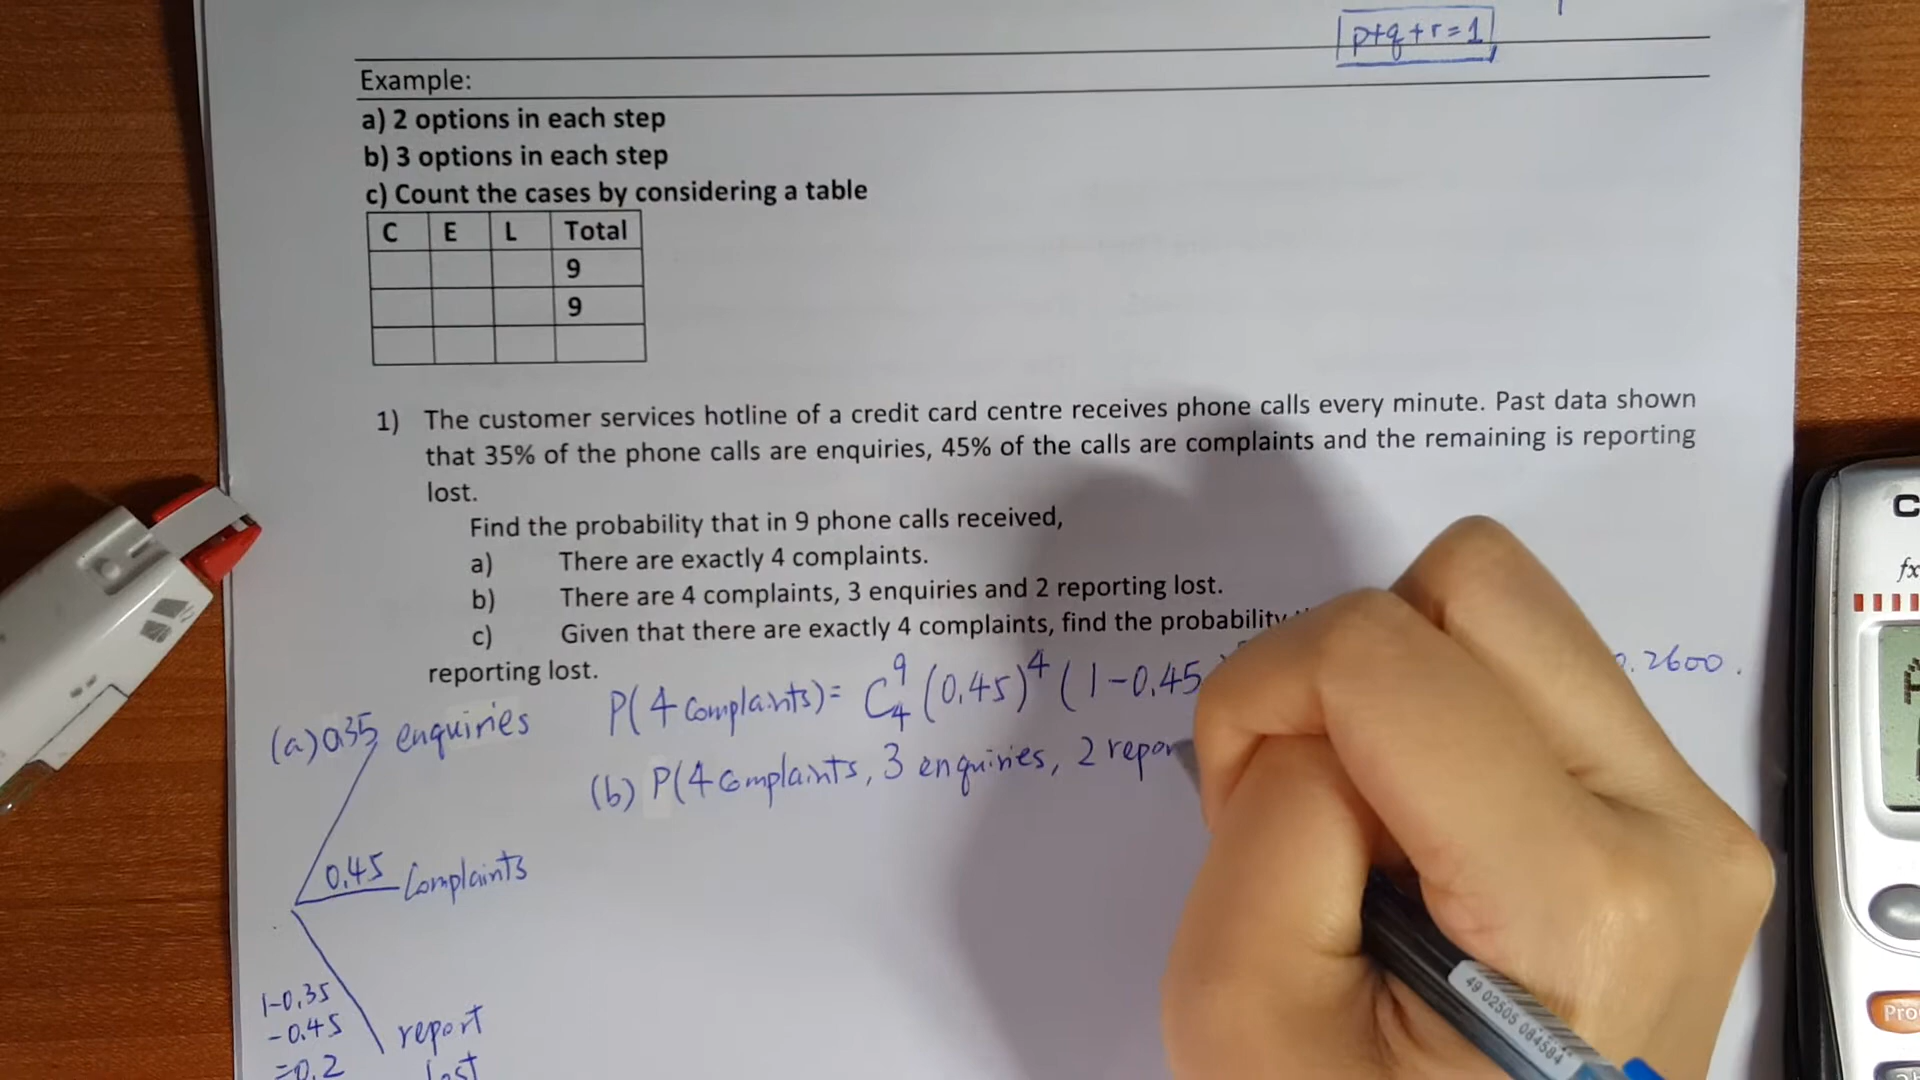 p+q+r=1
Example:
a) 2 options in each step
b) 3 options in each step
c) Count the cases by considering a table
C E L Total
9
9
1) The customer services hotline of a credit card centre receives phone calls every minute. Past data shown
that 35% of the phone calls are enquiries, 45% of the calls are complaints and the remaining is reporting
lost.
Find the probability that in 9 phone calls received,
a) There are exactly 4 complaints.
b) There are 4 complaints, 3 enquiries and 2 reporting lost.
c) Given that there are exactly 4 complaints, find the probability
reporting lost.
P(4 complaints) = C⁹₄ (0.45)⁴ (1-0.45 .2600.
(a) 0.35 enquiries
(b) P(4 complaints, 3 enquiries, 2 repor
0.45 Complaints
1-0.35
-0.45
=0.2
report
lost
49 02505 084584
C
fx
Pro